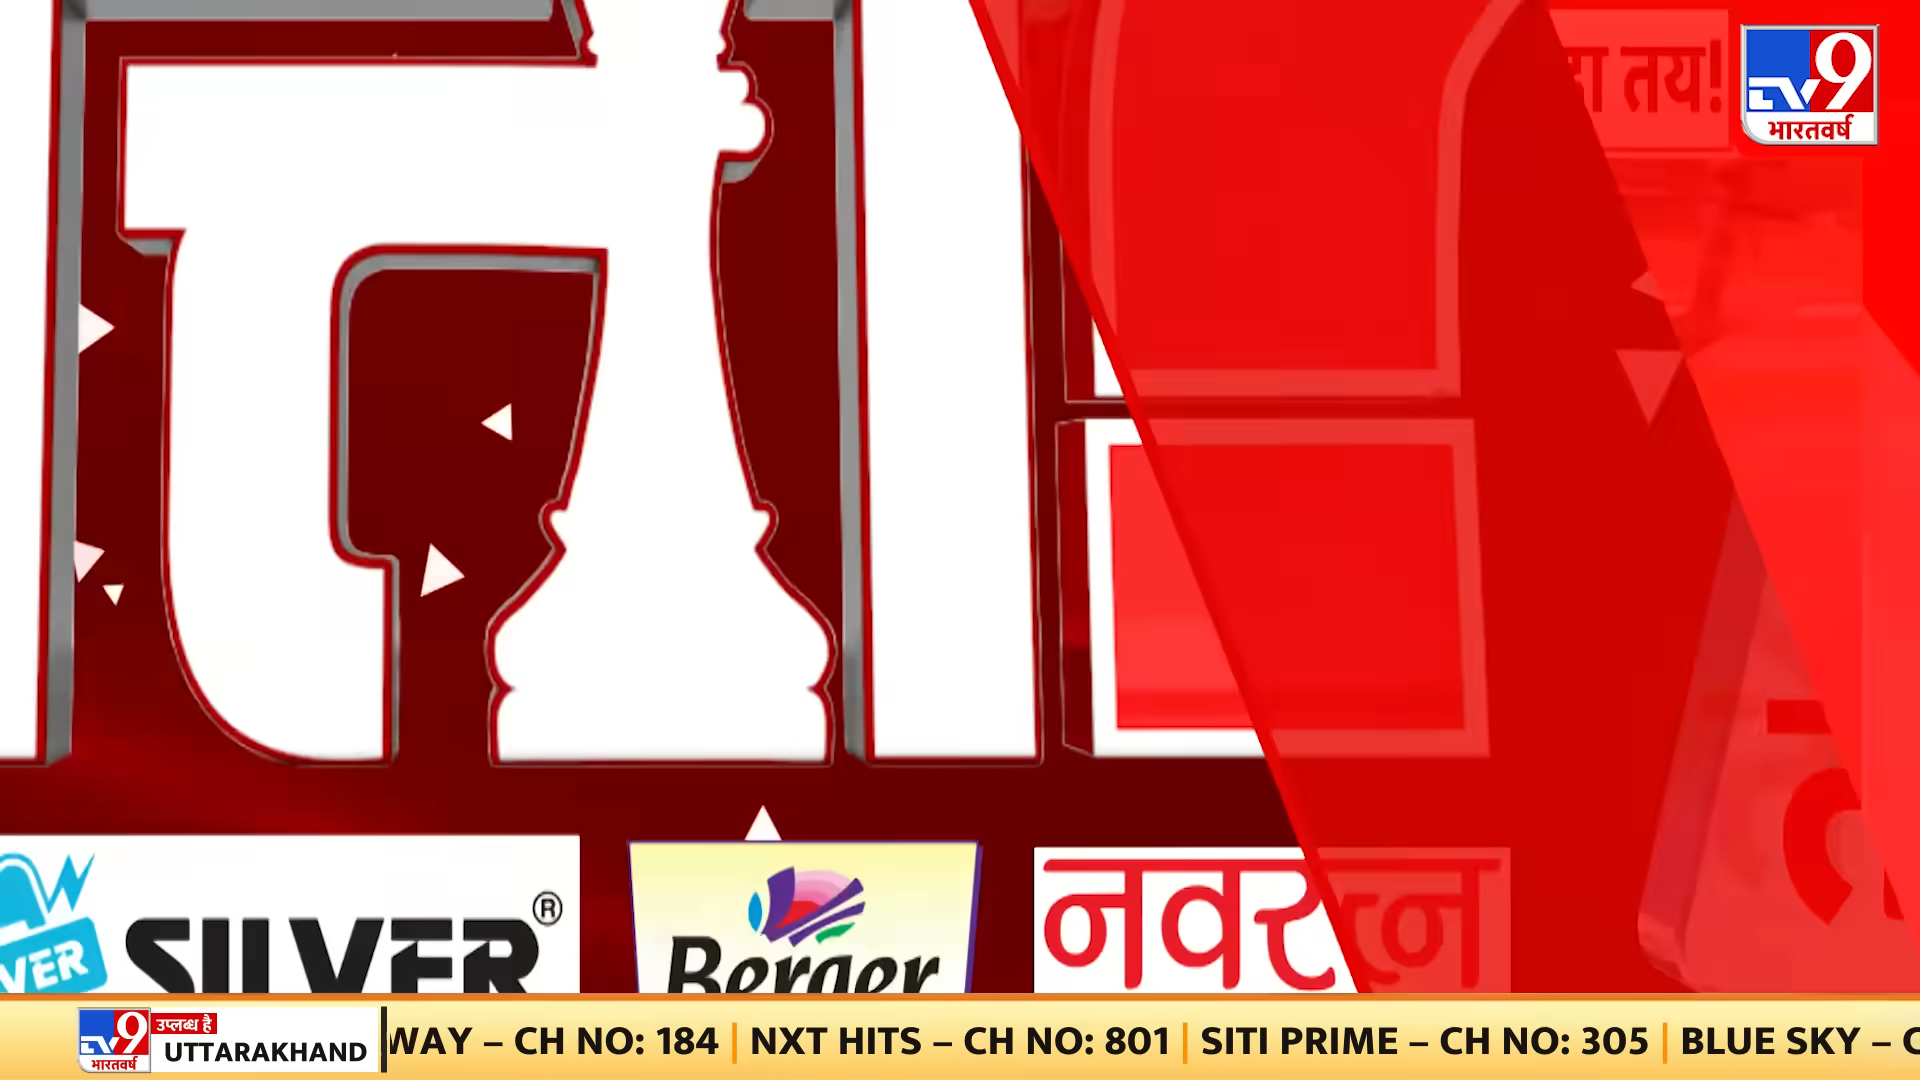 तय!
TV9
भारतवर्ष
SILVER®
VER
Berger
नवरत्न
TV9
भारतवर्ष
उपलब्ध है
UTTARAKHAND
WAY – CH NO: 184 | NXT HITS – CH NO: 801 | SITI PRIME – CH NO: 305 | BLUE SKY –